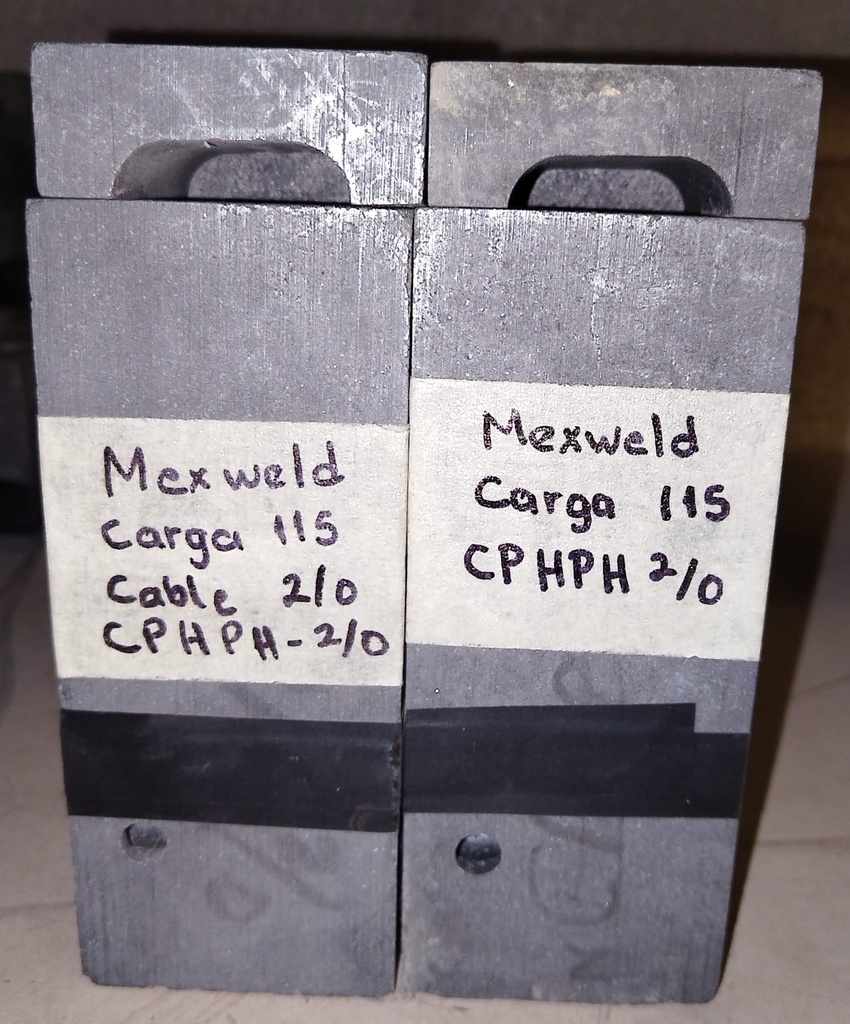 Mexweld
Carga 115
Cable 2/0
CPHPH-2/0
Mexweld
Carga 115
CPHPH 2/0